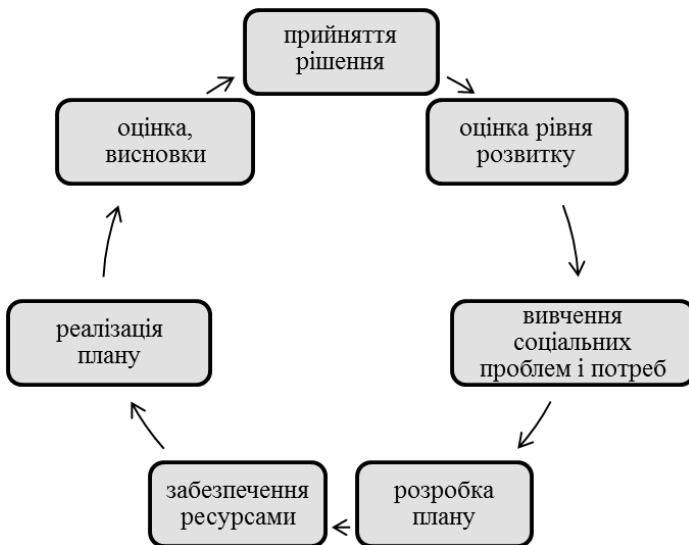 прийняття
рішення
оцінка рівня
розвитку
вивчення
соціальних
проблем і потреб
розробка
плану
забезпечення
ресурсами
реалізація
плану
оцінка,
висновки